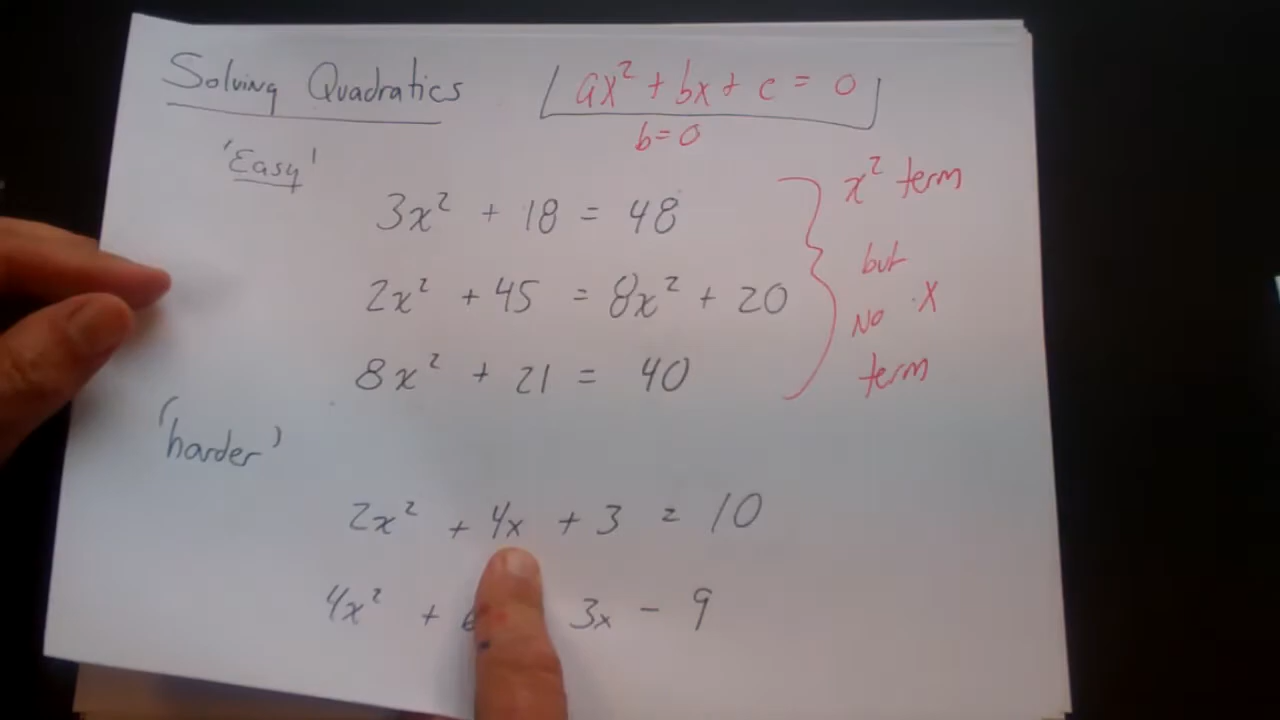 Solving Quadratics
ax² + bx + c = 0
b = 0
'Easy'
3x² + 18 = 48
2x² + 45 = 8x² + 20
8x² + 21 = 40
x² term
but
No x
term
'harder'
2x² + 4x + 3 = 10
4x² + 3x - 9